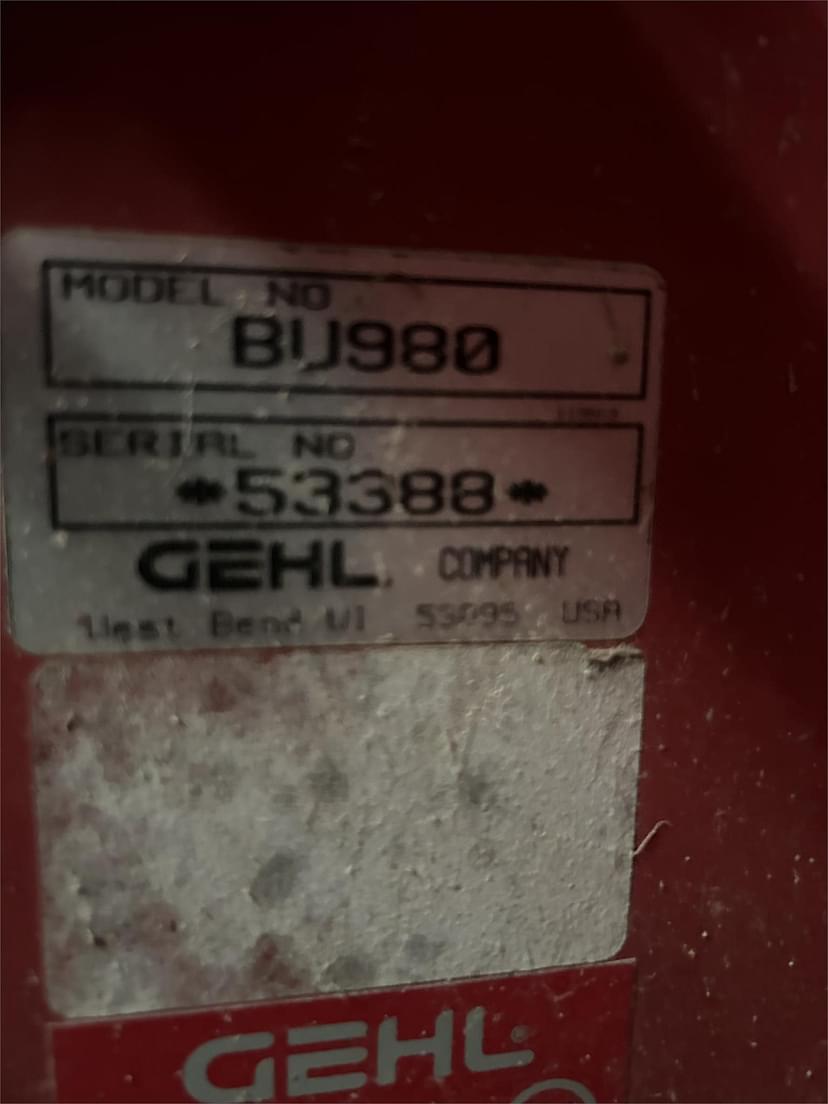 MODEL NO
BU980
SERIAL NO
*53388*
GEHL COMPANY
West Bend WI 53095 USA
GEHL